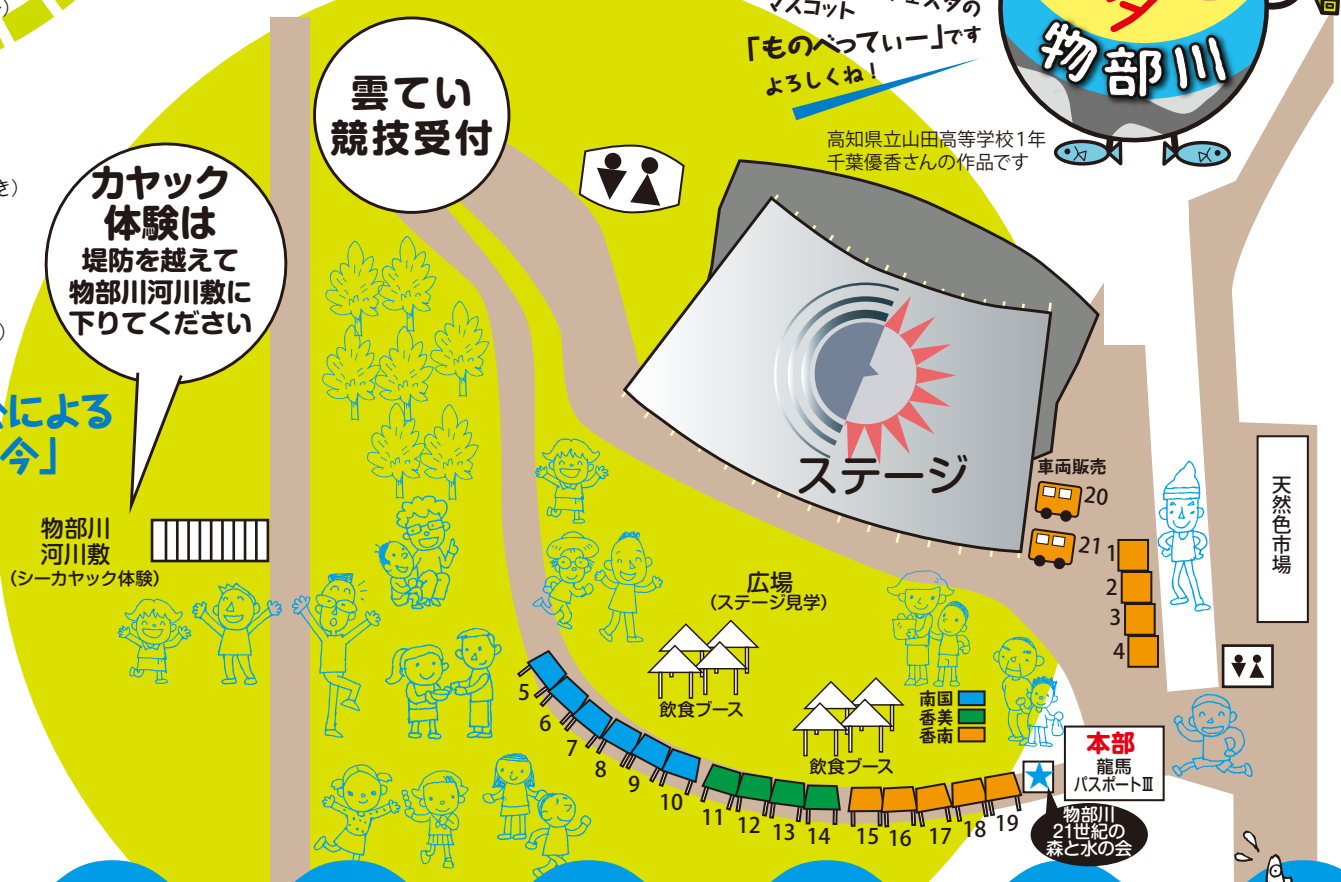 マスコット
「ものべってぃー」です
よろしくね！
物部川
高知県立山田高等学校1年
千葉優香さんの作品です
雲てい
競技受付
カヤック
体験は
堤防を越えて
物部川河川敷に
下りてください
による
今」
物部川
河川敷
(シーカヤック体験)
ステージ
車両販売
20
21
1
2
3
4
天然色市場
広場
(ステージ見学)
飲食ブース
飲食ブース
南国
香美
香南
5
6
7
8
9
10
11
12
13
14
15
16
17
18
19
本部
龍馬
パスポートⅢ
物部川
21世紀の
森と水の会